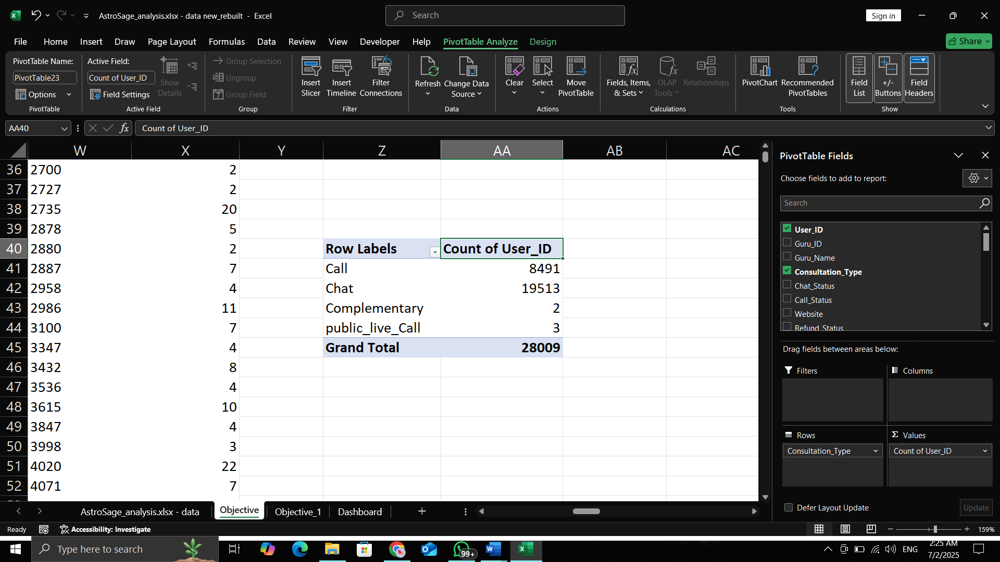 AstroSage_analysis.xlsx - data new_rebuilt - Excel
Search
Sign in
File Home Insert Draw Page Layout Formulas Data Review View Developer Help PivotTable Analyze Design
Share
PivotTable Name:
PivotTable23
Options
PivotTable
Active Field:
Count of User_ID
Field Settings
Show Details
Active Field
Group Selection
Ungroup
Group Field
Group
Insert Slicer
Insert Timeline
Filter Connections
Filter
Refresh
Change Data Source
Data
Clear
Select
Move PivotTable
Actions
Fields, Items, & Sets
OLAP Tools
Relationships
Calculations
PivotChart
Recommended PivotTables
Tools
Field List
+/- Buttons
Field Headers
Show
AA40
fx
Count of User_ID
W X Y Z AA AB AC
36 2700 2
37 2727 2
38 2735 20
39 2878 5
40 2880 2 Row Labels Count of User_ID
41 2887 7 Call 8491
42 2958 4 Chat 19513
43 2986 11 Complementary 2
44 3100 7 public_live_Call 3
45 3347 4 Grand Total 28009
46 3432 8
47 3536 4
48 3615 10
49 3847 4
50 3998 3
51 4020 22
52 4071 7
PivotTable Fields
Choose fields to add to report:
Search
User_ID
Guru_ID
Guru_Name
Consultation_Type
Chat_Status
Call_Status
Website
Refund_Status
Drag fields between areas below:
Filters
Columns
Rows
Consultation_Type
Σ Values
Count of User_ID
Defer Layout Update
Update
AstroSage_analysis.xlsx - data Objective Objective_1 Dashboard
Ready
Accessibility: Investigate
159%
Type here to search
99+
ENG
2:25 AM
7/2/2025